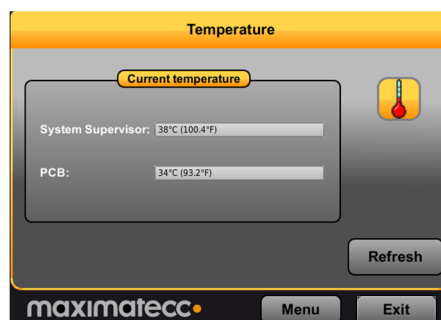 Temperature
Current temperature
System Supervisor: 38°C (100.4°F)
PCB: 34°C (93.2°F)
Refresh
maximatecc
Menu
Exit